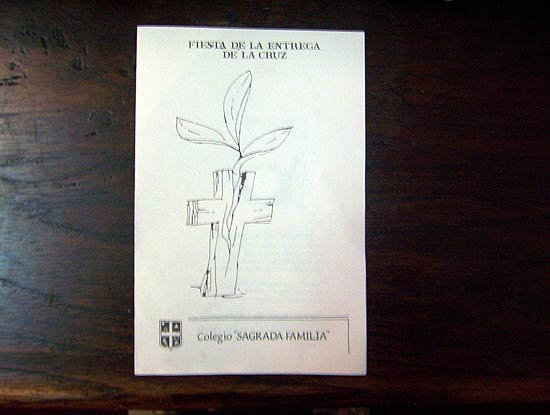 FIESTA DE LA ENTREGA
DE LA CRUZ
Colegio "SAGRADA FAMILIA"